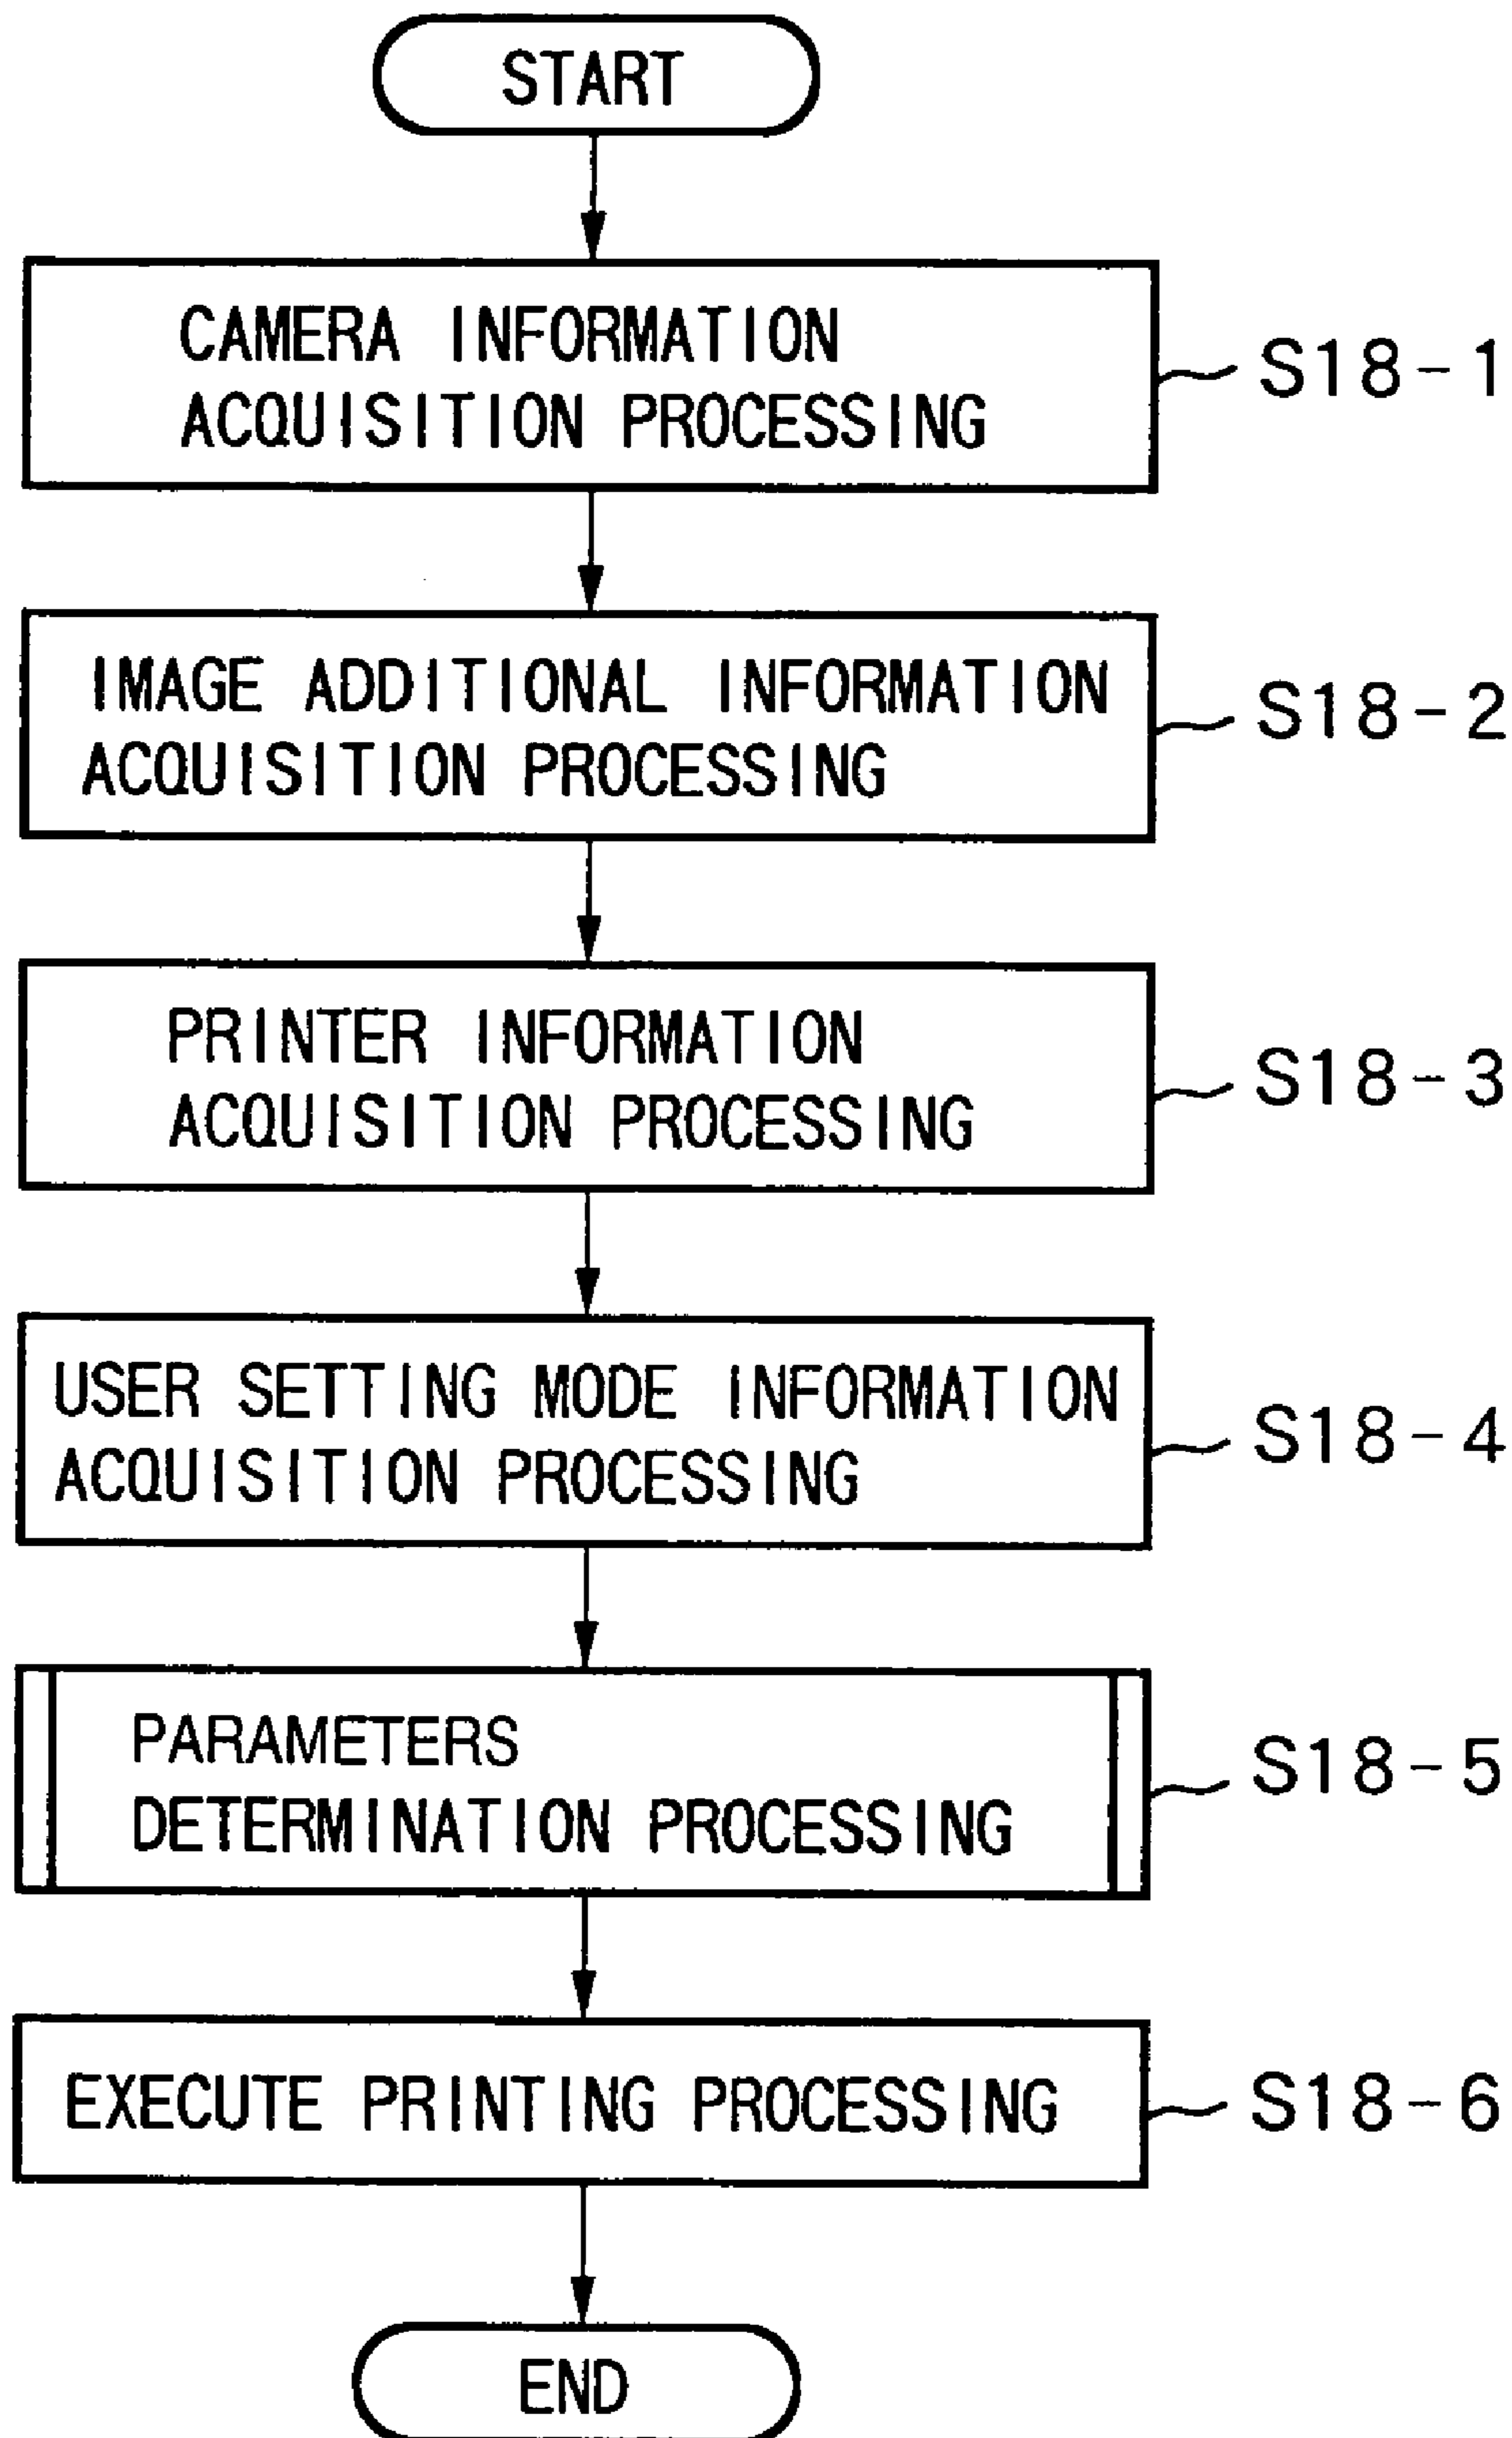 START
CAMERA INFORMATION
ACQUISITION PROCESSING
S18-1
IMAGE ADDITIONAL INFORMATION
ACQUISITION PROCESSING
S18-2
PRINTER INFORMATION
ACQUISITION PROCESSING
S18-3
USER SETTING MODE INFORMATION
ACQUISITION PROCESSING
S18-4
PARAMETERS
DETERMINATION PROCESSING
S18-5
EXECUTE PRINTING PROCESSING
S18-6
END